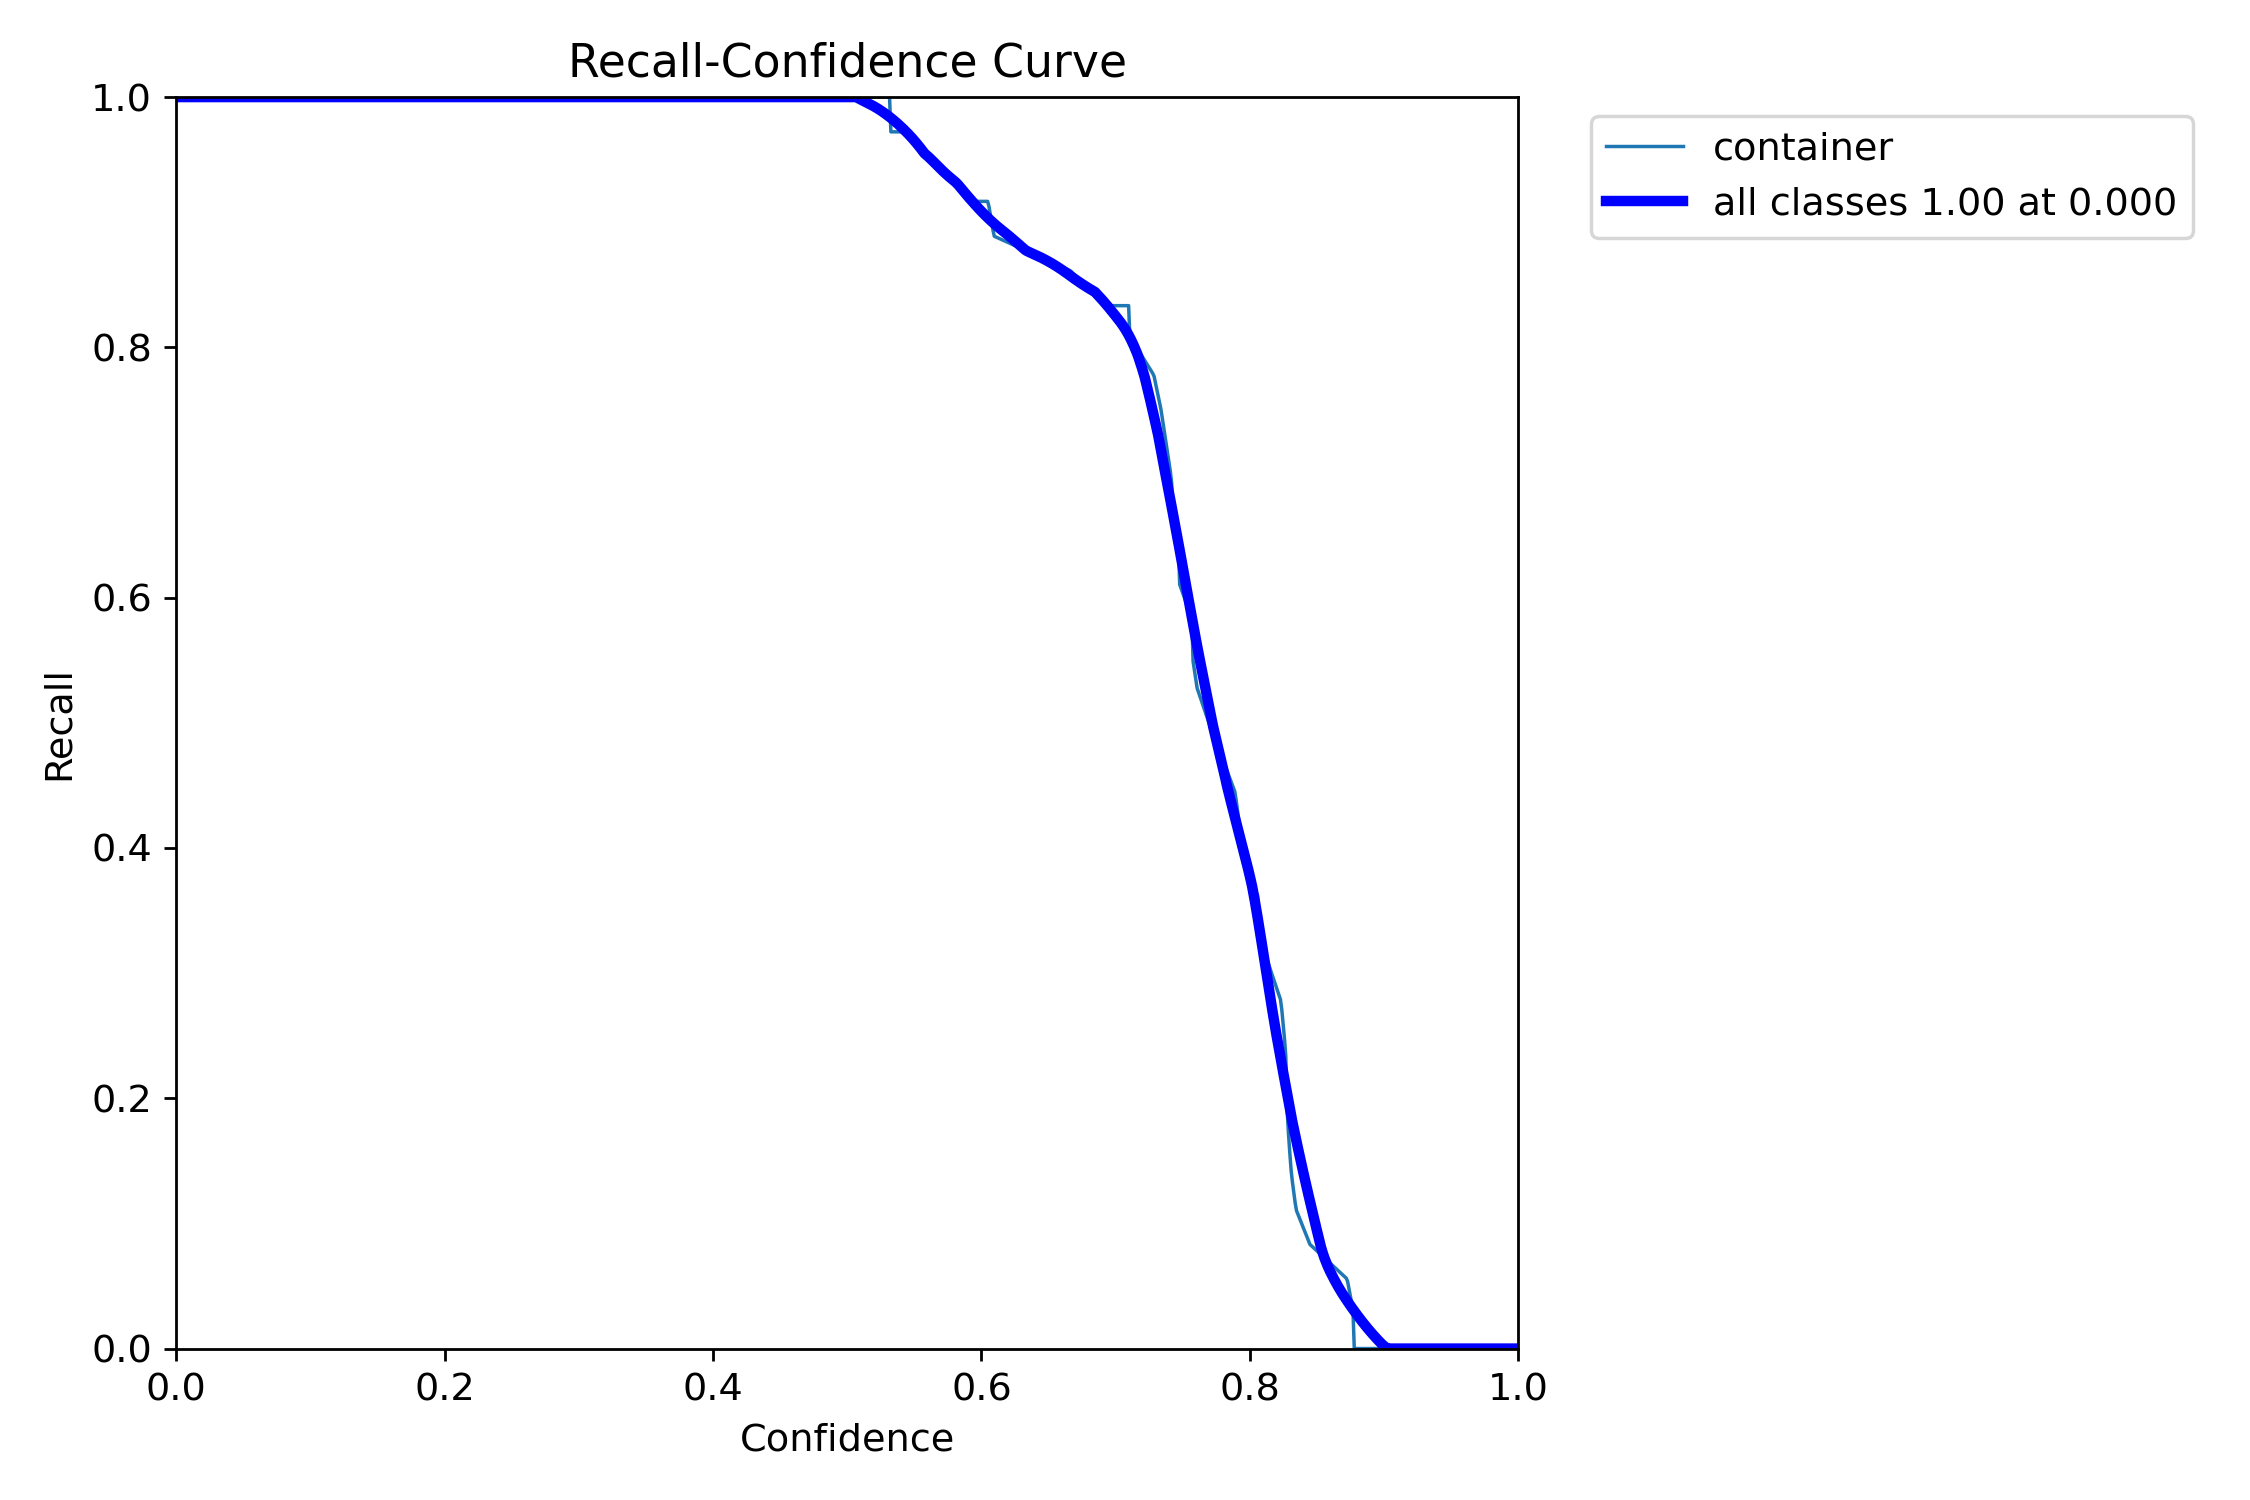 Recall-Confidence Curve
container
all classes 1.00 at 0.000
1.0
0.8
0.6
0.4
0.2
0.0
Recall
0.0 0.2 0.4 0.6 0.8 1.0
Confidence